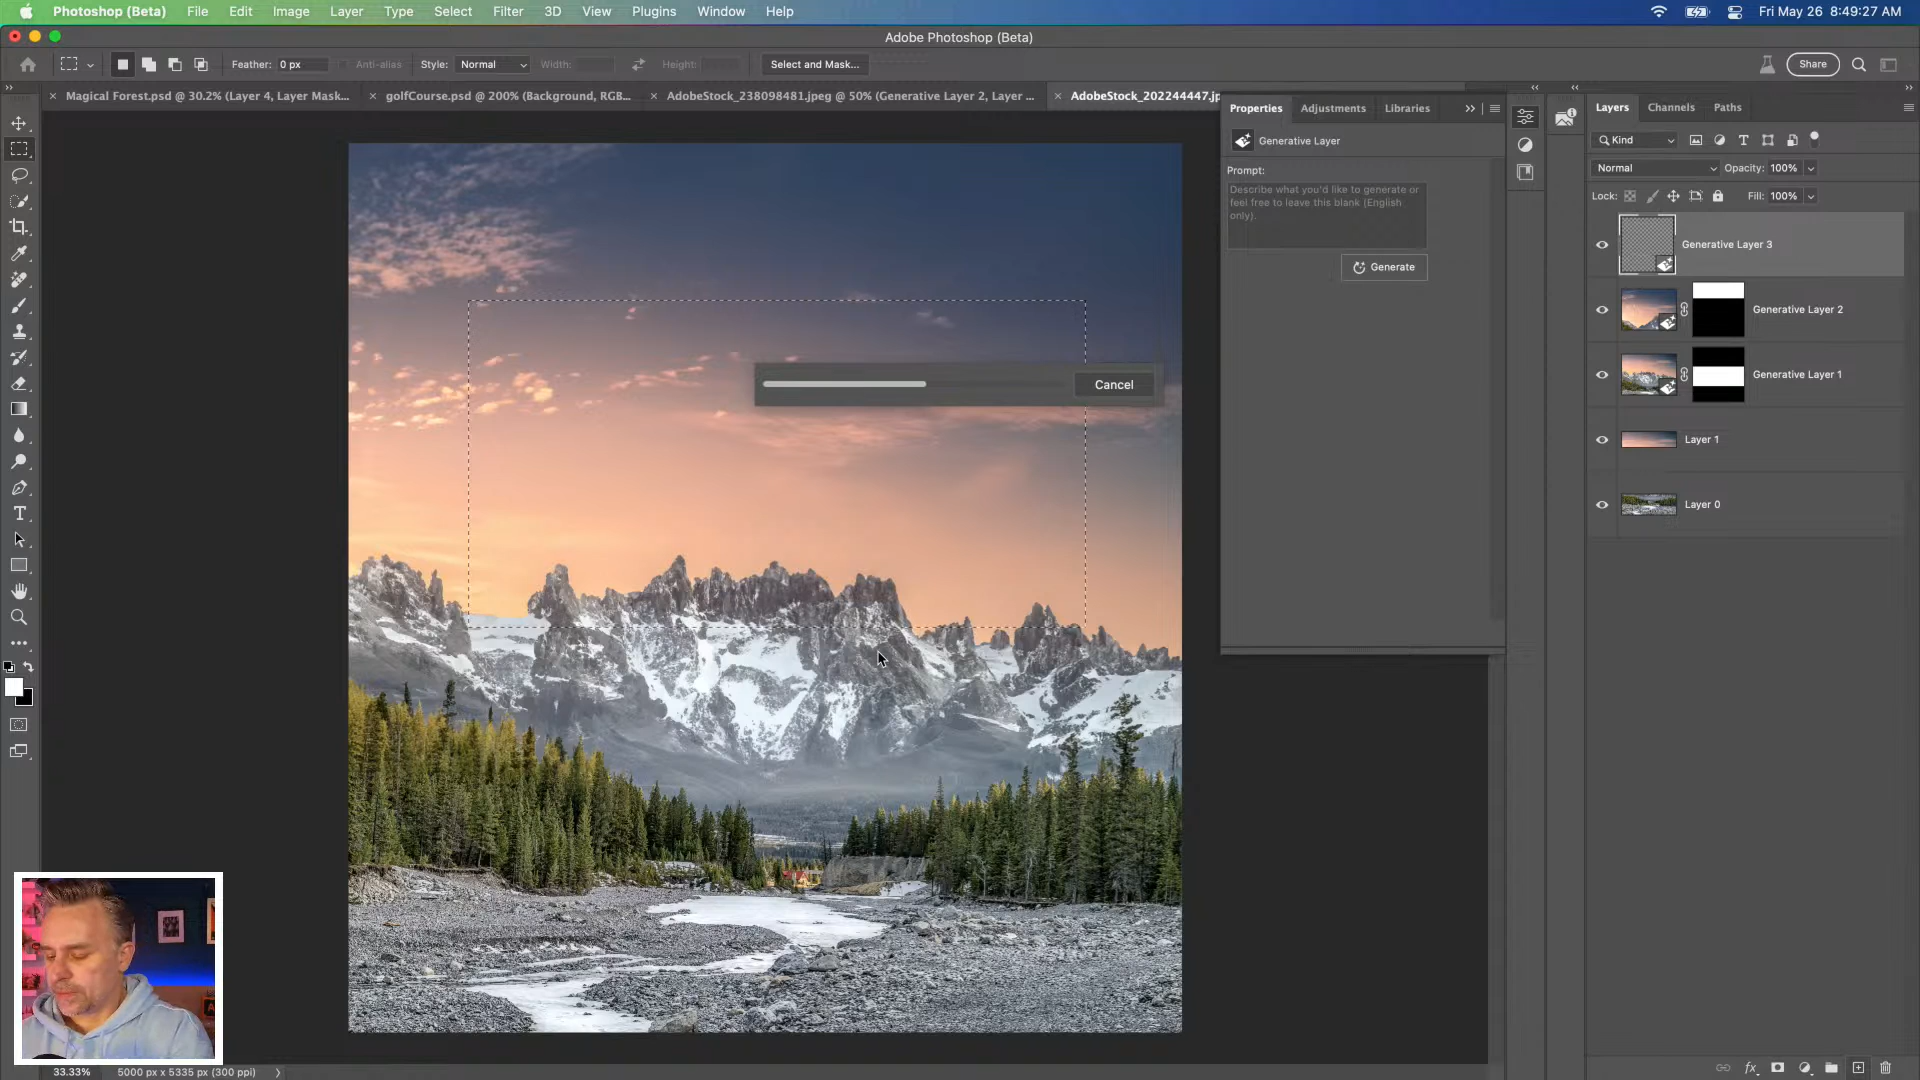 Photoshop (Beta) File Edit Image Layer Type Select Filter 3D View Plugins Window Help Fri May 26 8:49:27 AM
Adobe Photoshop (Beta)
Feather: 0 px Anti-alias Style: Normal Width: Height: Select and Mask... Share
Magical Forest.psd @ 30.2% (Layer 4, Layer Mask... golfCourse.psd @ 200% (Background, RGB... AdobeStock_238098481.jpeg @ 50% (Generative Layer 2, Layer ... AdobeStock_202244447.jp
Properties Adjustments Libraries
Generative Layer
Prompt:
Describe what you'd like to generate or
feel free to leave this blank (English
only).
Generate
Cancel
Layers Channels Paths
Kind
Normal Opacity: 100%
Lock: Fill: 100%
Generative Layer 3
Generative Layer 2
Generative Layer 1
Layer 1
Layer 0
33.33% 5000 px x 5335 px (300 ppi)